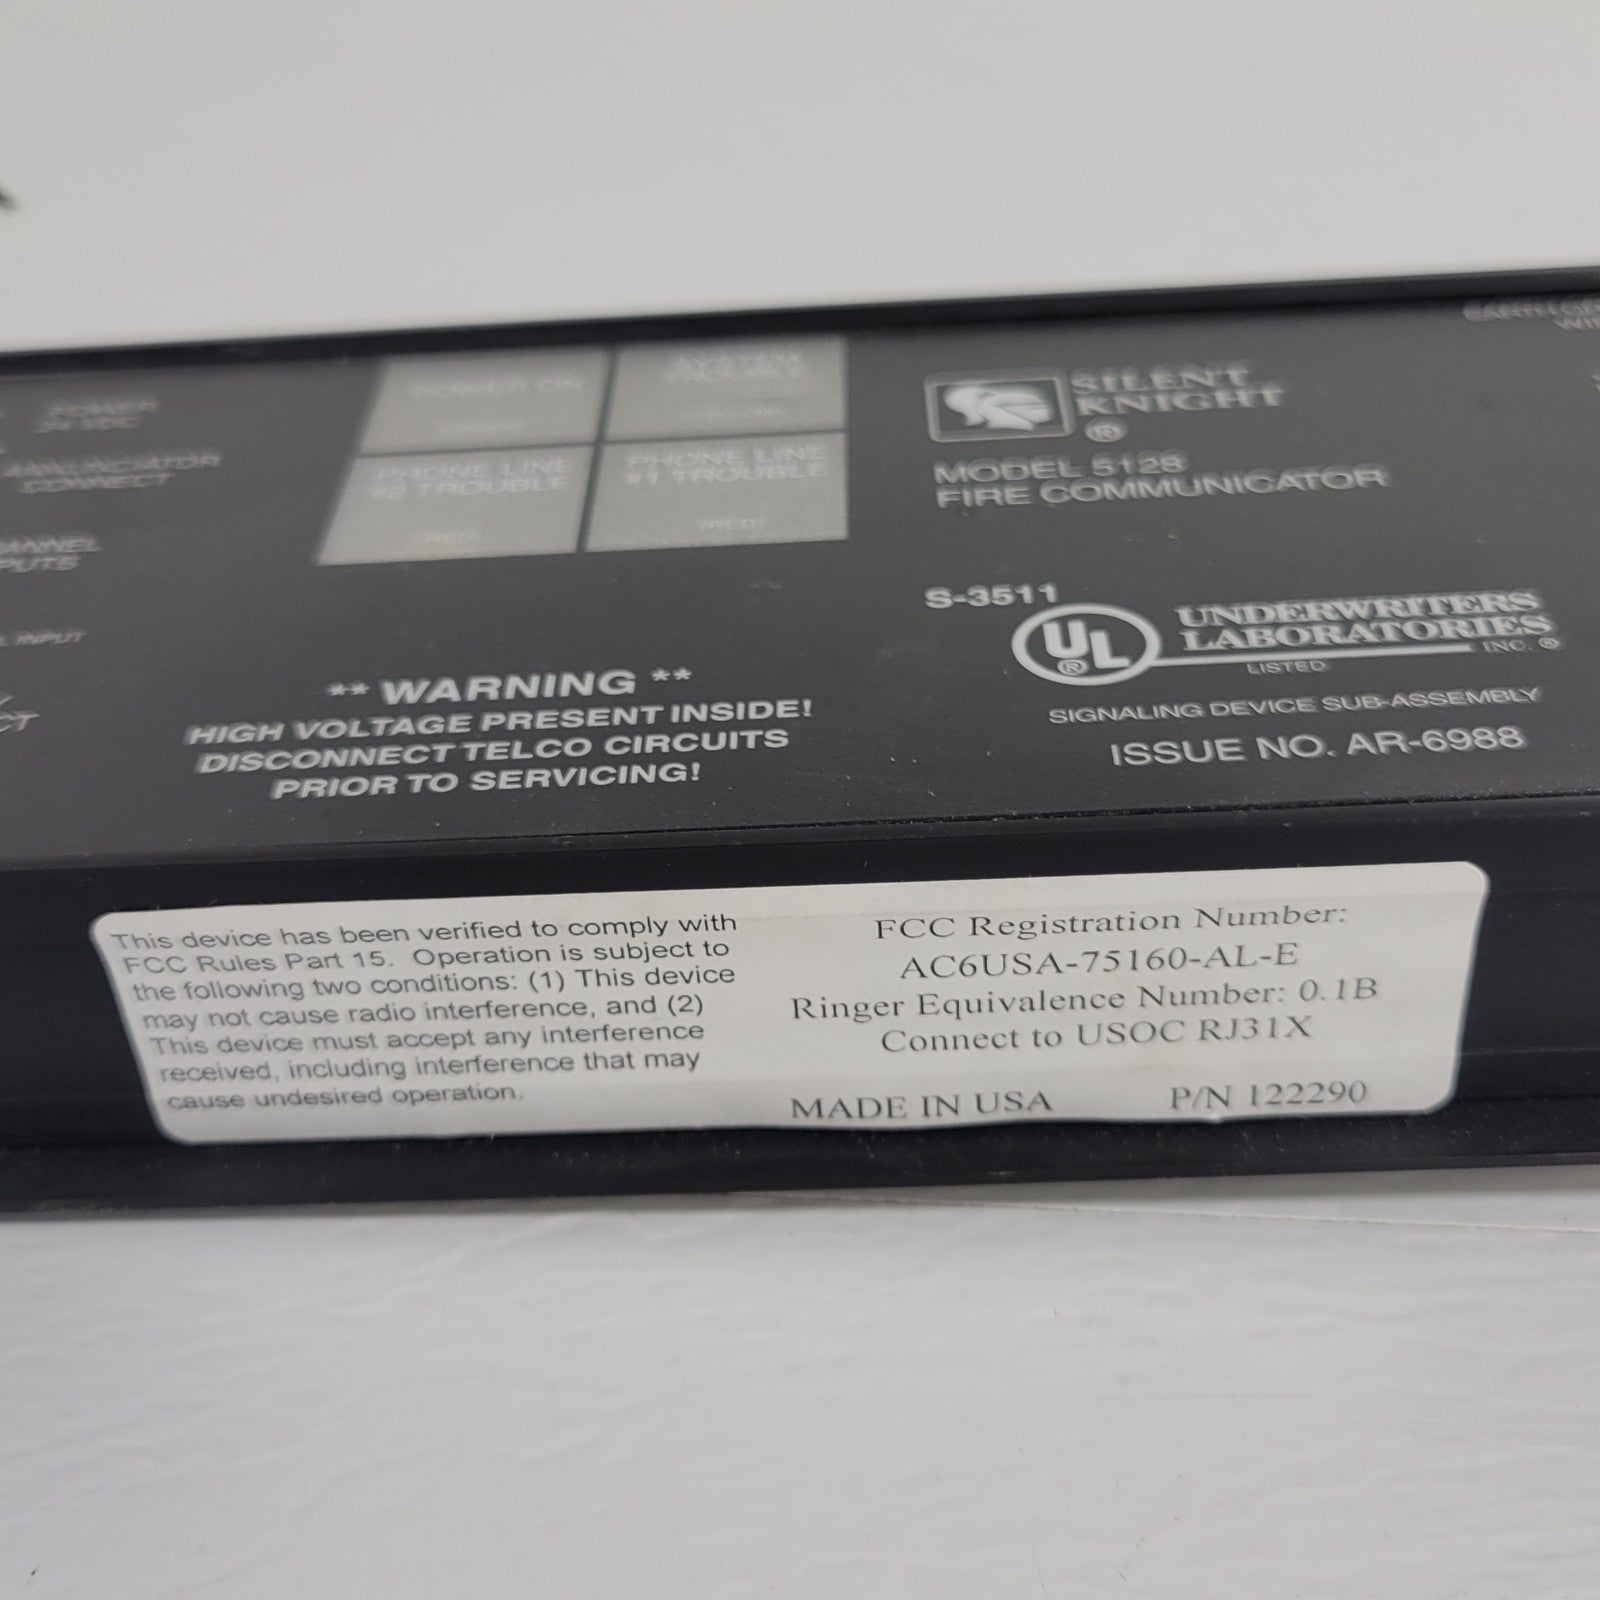 POWER
24 VDC
ANNUNCIATOR
CONNECT
POWER ON
SYSTEM
TROUBLE
PHONE LINE
#2 TROUBLE
(RED)
PHONE LINE
#1 TROUBLE
(RED)
** WARNING **
HIGH VOLTAGE PRESENT INSIDE!
DISCONNECT TELCO CIRCUITS
PRIOR TO SERVICING!
SILENT
KNIGHT
®
MODEL 5128
FIRE COMMUNICATOR
S-3511
UL®
UNDERWRITERS
LABORATORIES
INC. ®
LISTED
SIGNALING DEVICE SUB-ASSEMBLY
ISSUE NO. AR-6988
This device has been verified to comply with
FCC Rules Part 15. Operation is subject to
the following two conditions: (1) This device
may not cause radio interference, and (2)
This device must accept any interference
received, including interference that may
cause undesired operation.
FCC Registration Number:
AC6USA-75160-AL-E
Ringer Equivalence Number: 0.1B
Connect to USOC RJ31X
MADE IN USA P/N 122290